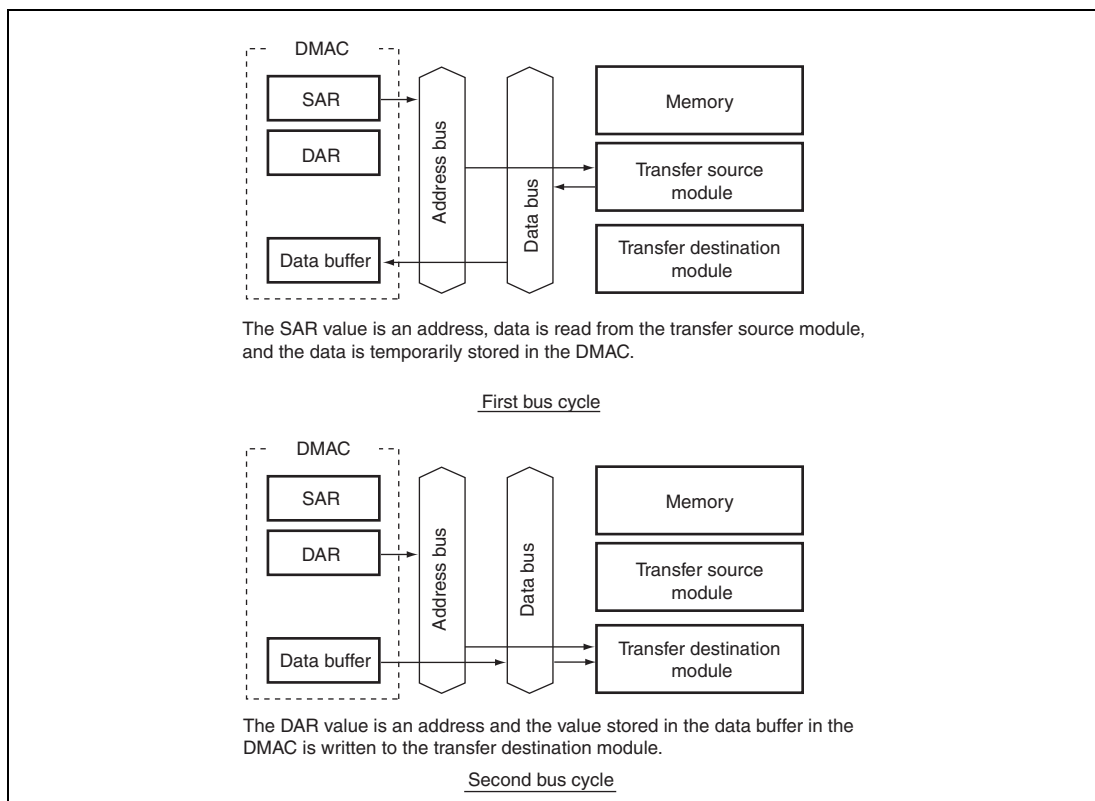 DMAC
SAR
DAR
Data buffer
Address bus
Data bus
Memory
Transfer source
module
Transfer destination
module
The SAR value is an address, data is read from the transfer source module,
and the data is temporarily stored in the DMAC.
First bus cycle
DMAC
SAR
DAR
Data buffer
Address bus
Data bus
Memory
Transfer source
module
Transfer destination
module
The DAR value is an address and the value stored in the data buffer in the
DMAC is written to the transfer destination module.
Second bus cycle